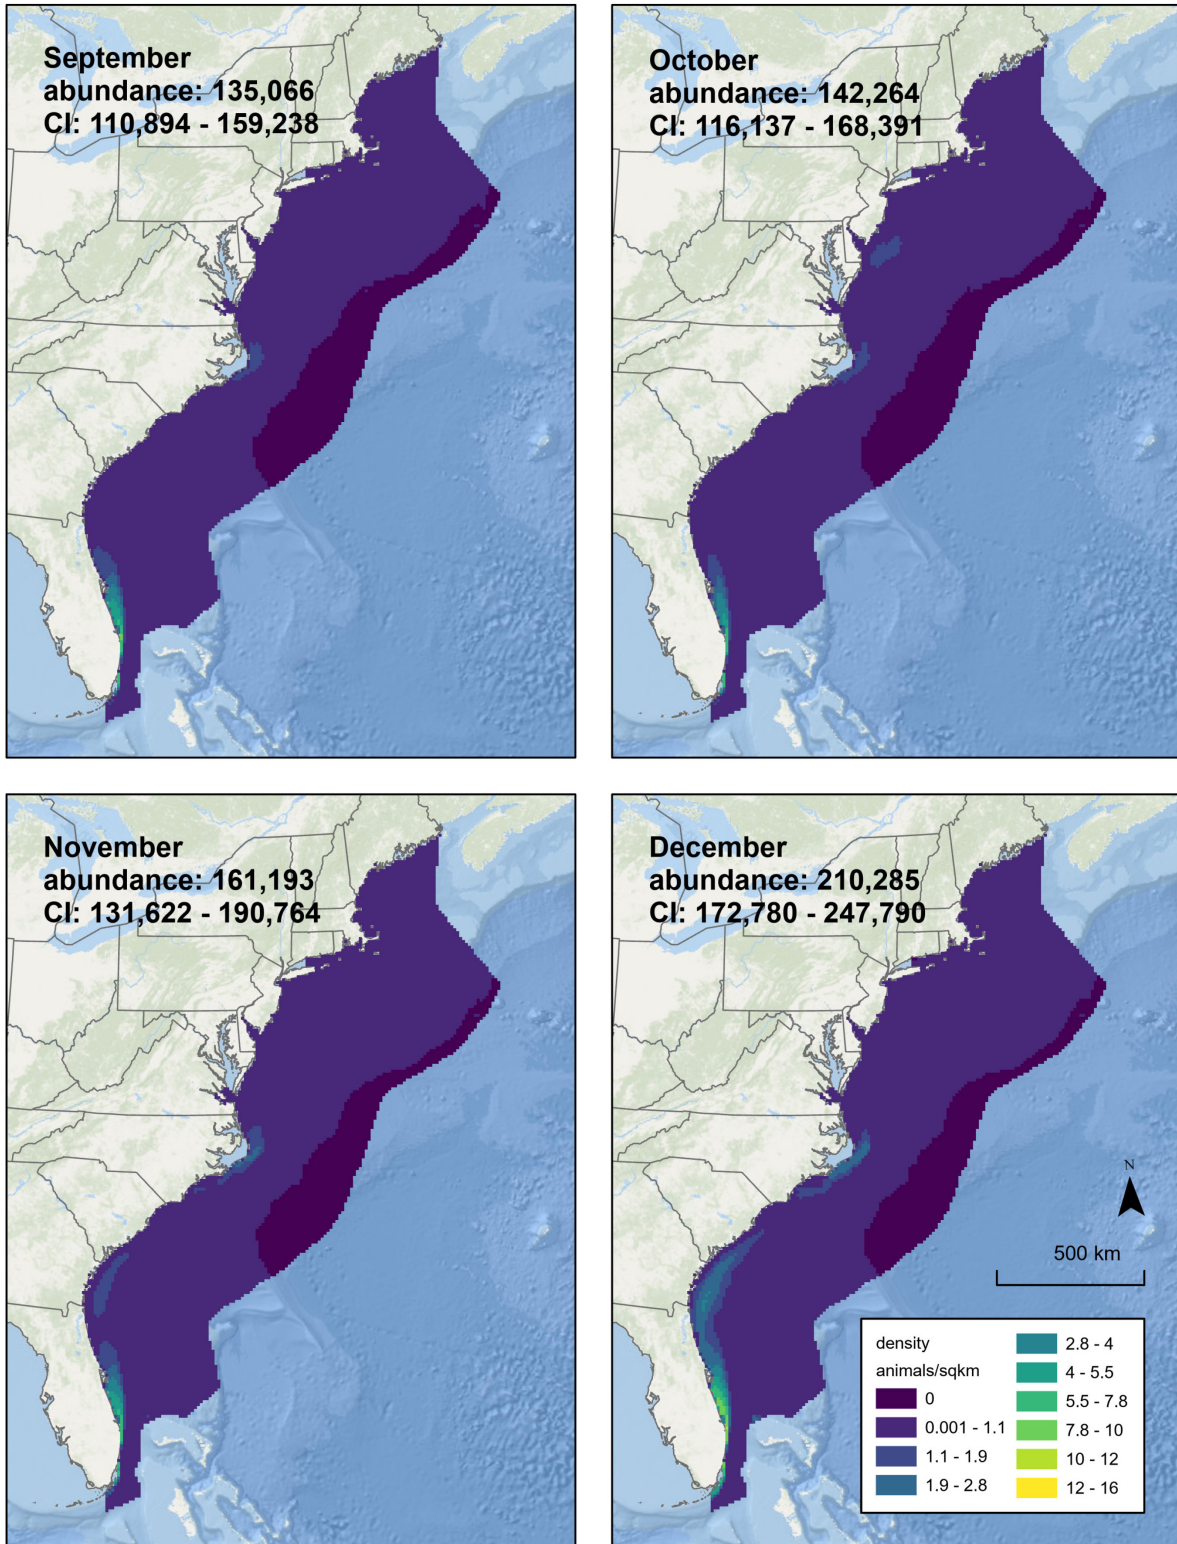 September
abundance: 135,066
CI: 110,894 - 159,238
October
abundance: 142,264
CI: 116,137 - 168,391
November
abundance: 161,193
CI: 131,622 - 190,764
December
abundance: 210,285
CI: 172,780 - 247,790
N
500 km
density
animals/sqkm
0
0.001 - 1.1
1.1 - 1.9
1.9 - 2.8
2.8 - 4
4 - 5.5
5.5 - 7.8
7.8 - 10
10 - 12
12 - 16